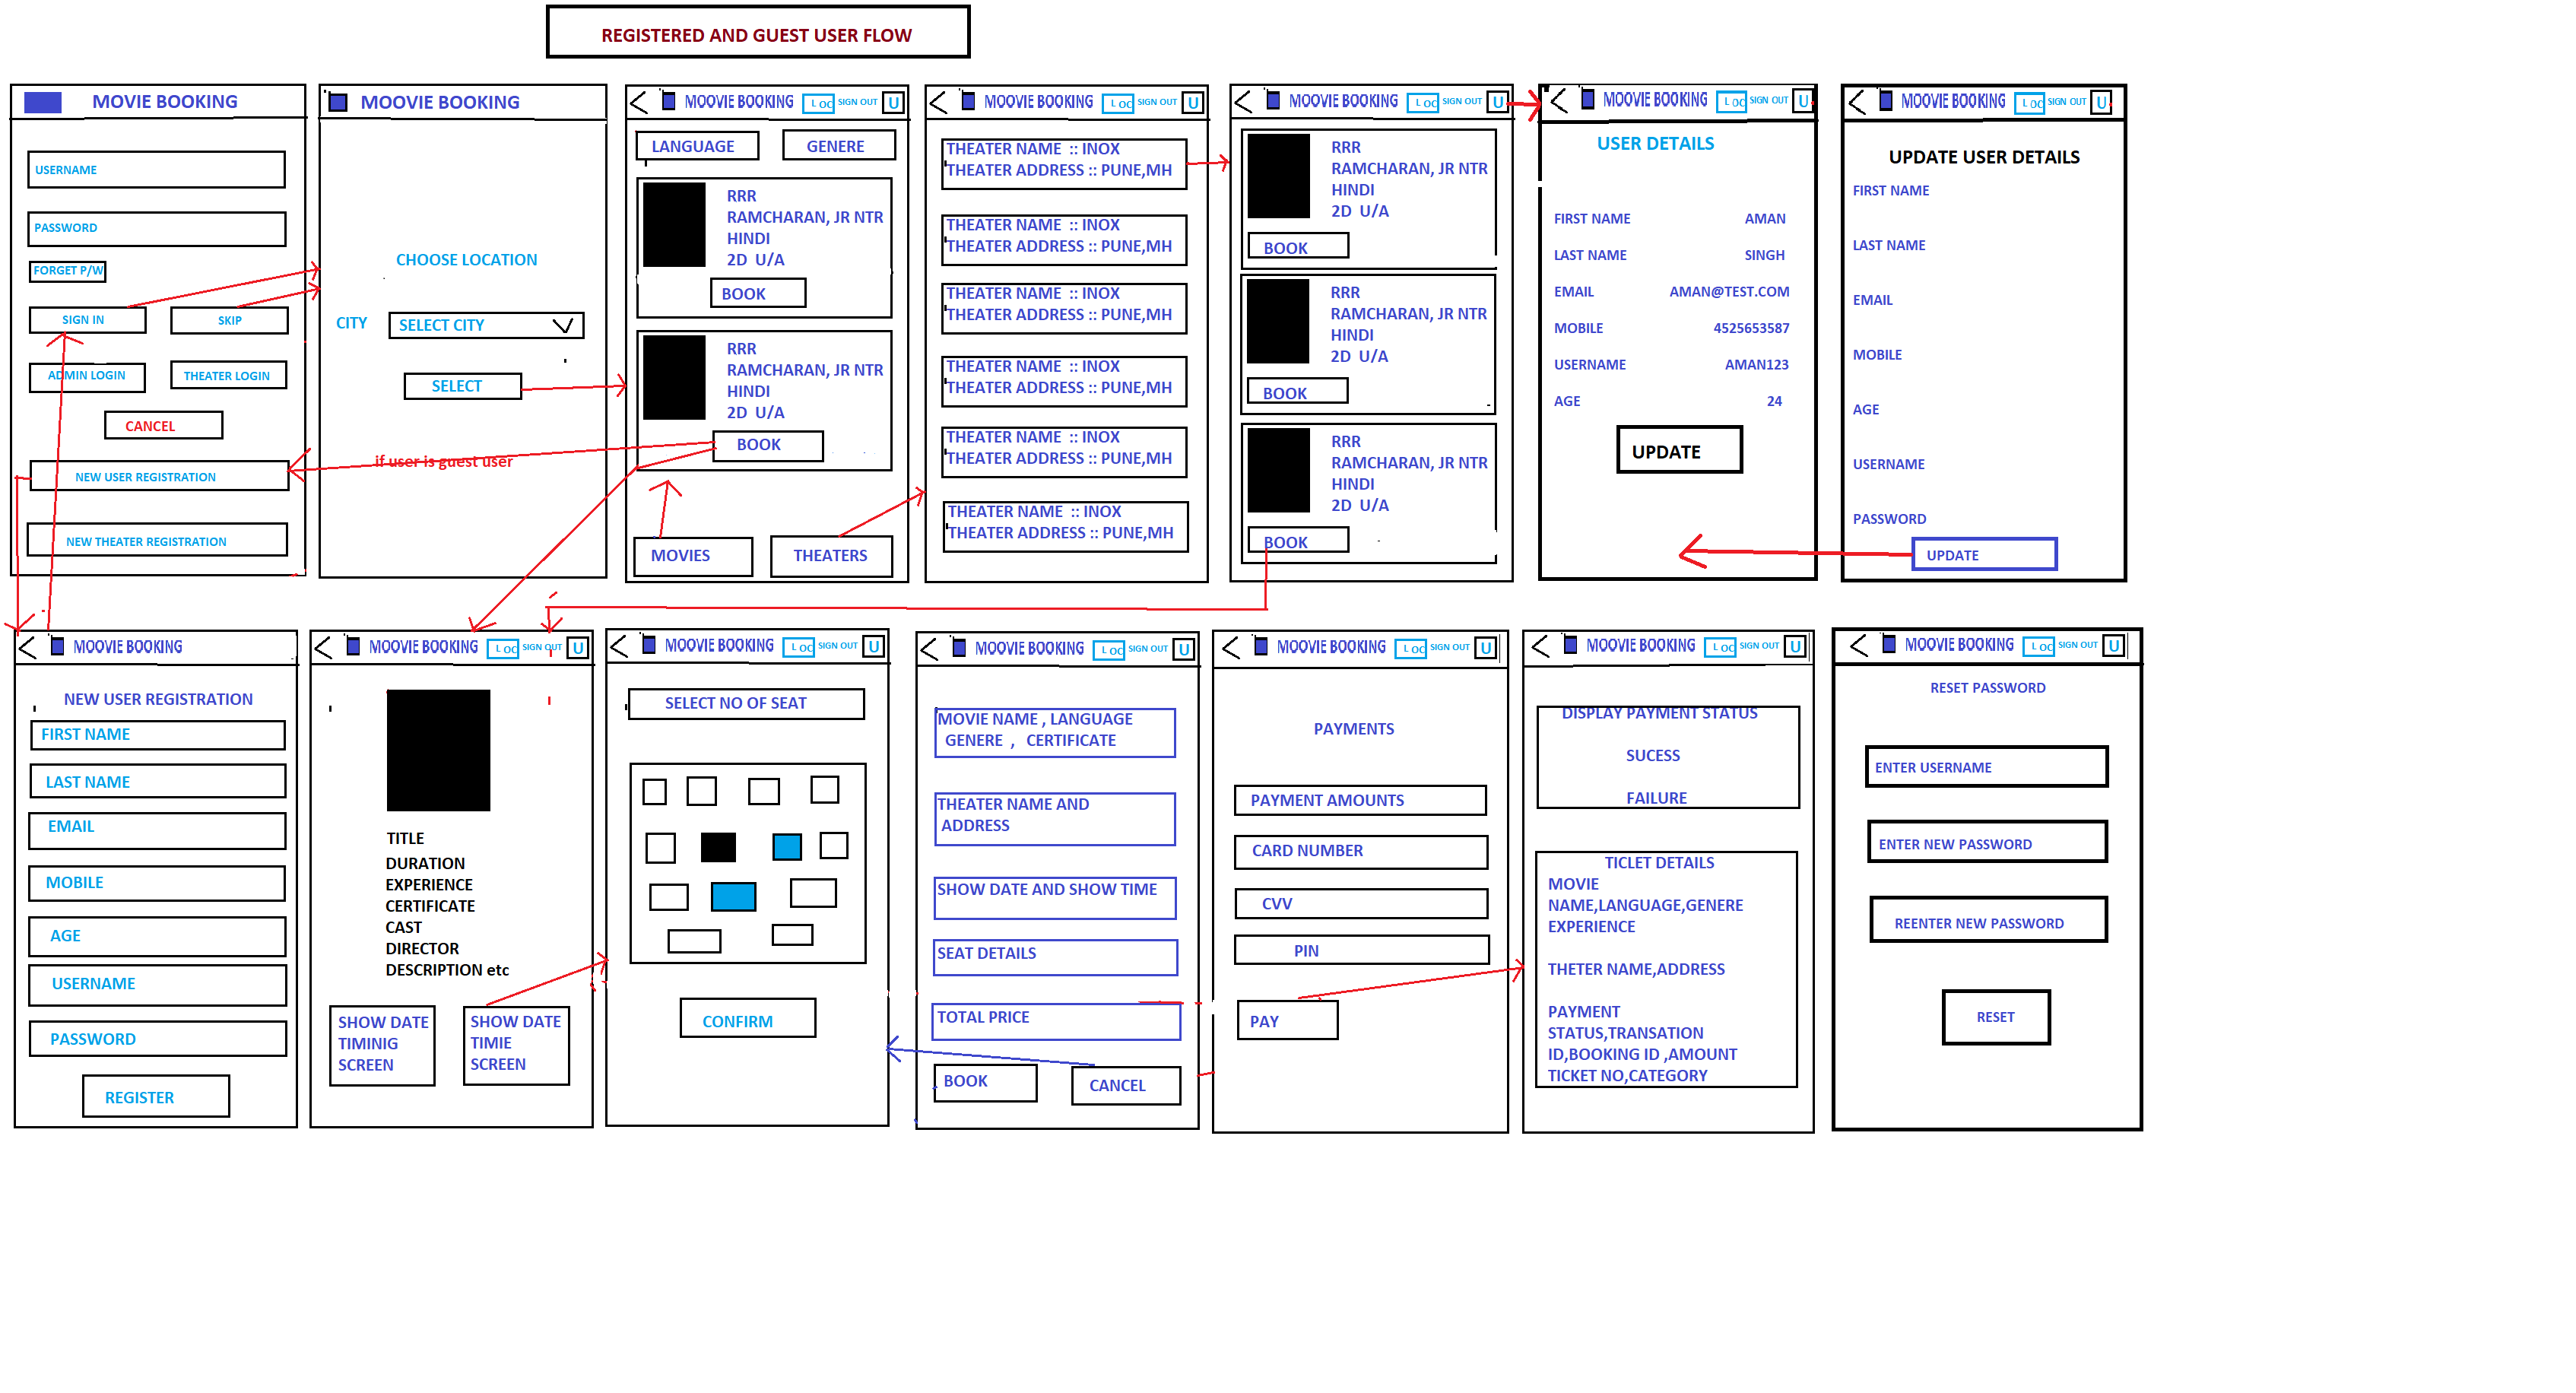 REGISTERED AND GUEST USER FLOW
MOVIE BOOKING
USERNAME
PASSWORD
FORGET P/W
SIGN IN
SKIP
ADMIN LOGIN
THEATER LOGIN
CANCEL
NEW USER REGISTRATION
NEW THEATER REGISTRATION
MOOVIE BOOKING
CHOOSE LOCATION
CITY
SELECT CITY
SELECT
if user is guest user
MOOVIE BOOKING
L OC
SIGN OUT
U
LANGUAGE
GENERE
RRR
RAMCHARAN, JR NTR
HINDI
2D U/A
BOOK
RRR
RAMCHARAN, JR NTR
HINDI
2D U/A
BOOK
MOVIES
THEATERS
MOOVIE BOOKING
L OC
SIGN OUT
U
THEATER NAME :: INOX
THEATER ADDRESS :: PUNE,MH
THEATER NAME :: INOX
THEATER ADDRESS :: PUNE,MH
THEATER NAME :: INOX
THEATER ADDRESS :: PUNE,MH
THEATER NAME :: INOX
THEATER ADDRESS :: PUNE,MH
THEATER NAME :: INOX
THEATER ADDRESS :: PUNE,MH
THEATER NAME :: INOX
THEATER ADDRESS :: PUNE,MH
MOOVIE BOOKING
L OC
SIGN OUT
U
RRR
RAMCHARAN, JR NTR
HINDI
2D U/A
BOOK
RRR
RAMCHARAN, JR NTR
HINDI
2D U/A
BOOK
RRR
RAMCHARAN, JR NTR
HINDI
2D U/A
BOOK
MOOVIE BOOKING
L OC
SIGN OUT
U
USER DETAILS
FIRST NAME AMAN
LAST NAME SINGH
EMAIL AMAN@TEST.COM
MOBILE 4525653587
USERNAME AMAN123
AGE 24
UPDATE
MOOVIE BOOKING
L OC
SIGN OUT
U
UPDATE USER DETAILS
FIRST NAME
LAST NAME
EMAIL
MOBILE
AGE
USERNAME
PASSWORD
UPDATE
MOOVIE BOOKING
NEW USER REGISTRATION
FIRST NAME
LAST NAME
EMAIL
MOBILE
AGE
USERNAME
PASSWORD
REGISTER
MOOVIE BOOKING
L OC
SIGN OUT
U
TITLE
DURATION
EXPERIENCE
CERTIFICATE
CAST
DIRECTOR
DESCRIPTION etc
SHOW DATE
TIMINIG
SCREEN
SHOW DATE
TIMIE
SCREEN
MOOVIE BOOKING
L OC
SIGN OUT
U
SELECT NO OF SEAT
CONFIRM
MOOVIE BOOKING
L OC
SIGN OUT
U
MOVIE NAME , LANGUAGE
GENERE , CERTIFICATE
THEATER NAME AND
ADDRESS
SHOW DATE AND SHOW TIME
SEAT DETAILS
TOTAL PRICE
BOOK
CANCEL
MOOVIE BOOKING
L OC
SIGN OUT
U
PAYMENTS
PAYMENT AMOUNTS
CARD NUMBER
CVV
PIN
PAY
MOOVIE BOOKING
L OC
SIGN OUT
U
DISPLAY PAYMENT STATUS
SUCESS
FAILURE
TICLET DETAILS
MOVIE
NAME,LANGUAGE,GENERE
EXPERIENCE
THETER NAME,ADDRESS
PAYMENT
STATUS,TRANSATION
ID,BOOKING ID ,AMOUNT
TICKET NO,CATEGORY
MOOVIE BOOKING
L OC
SIGN OUT
U
RESET PASSWORD
ENTER USERNAME
ENTER NEW PASSWORD
REENTER NEW PASSWORD
RESET